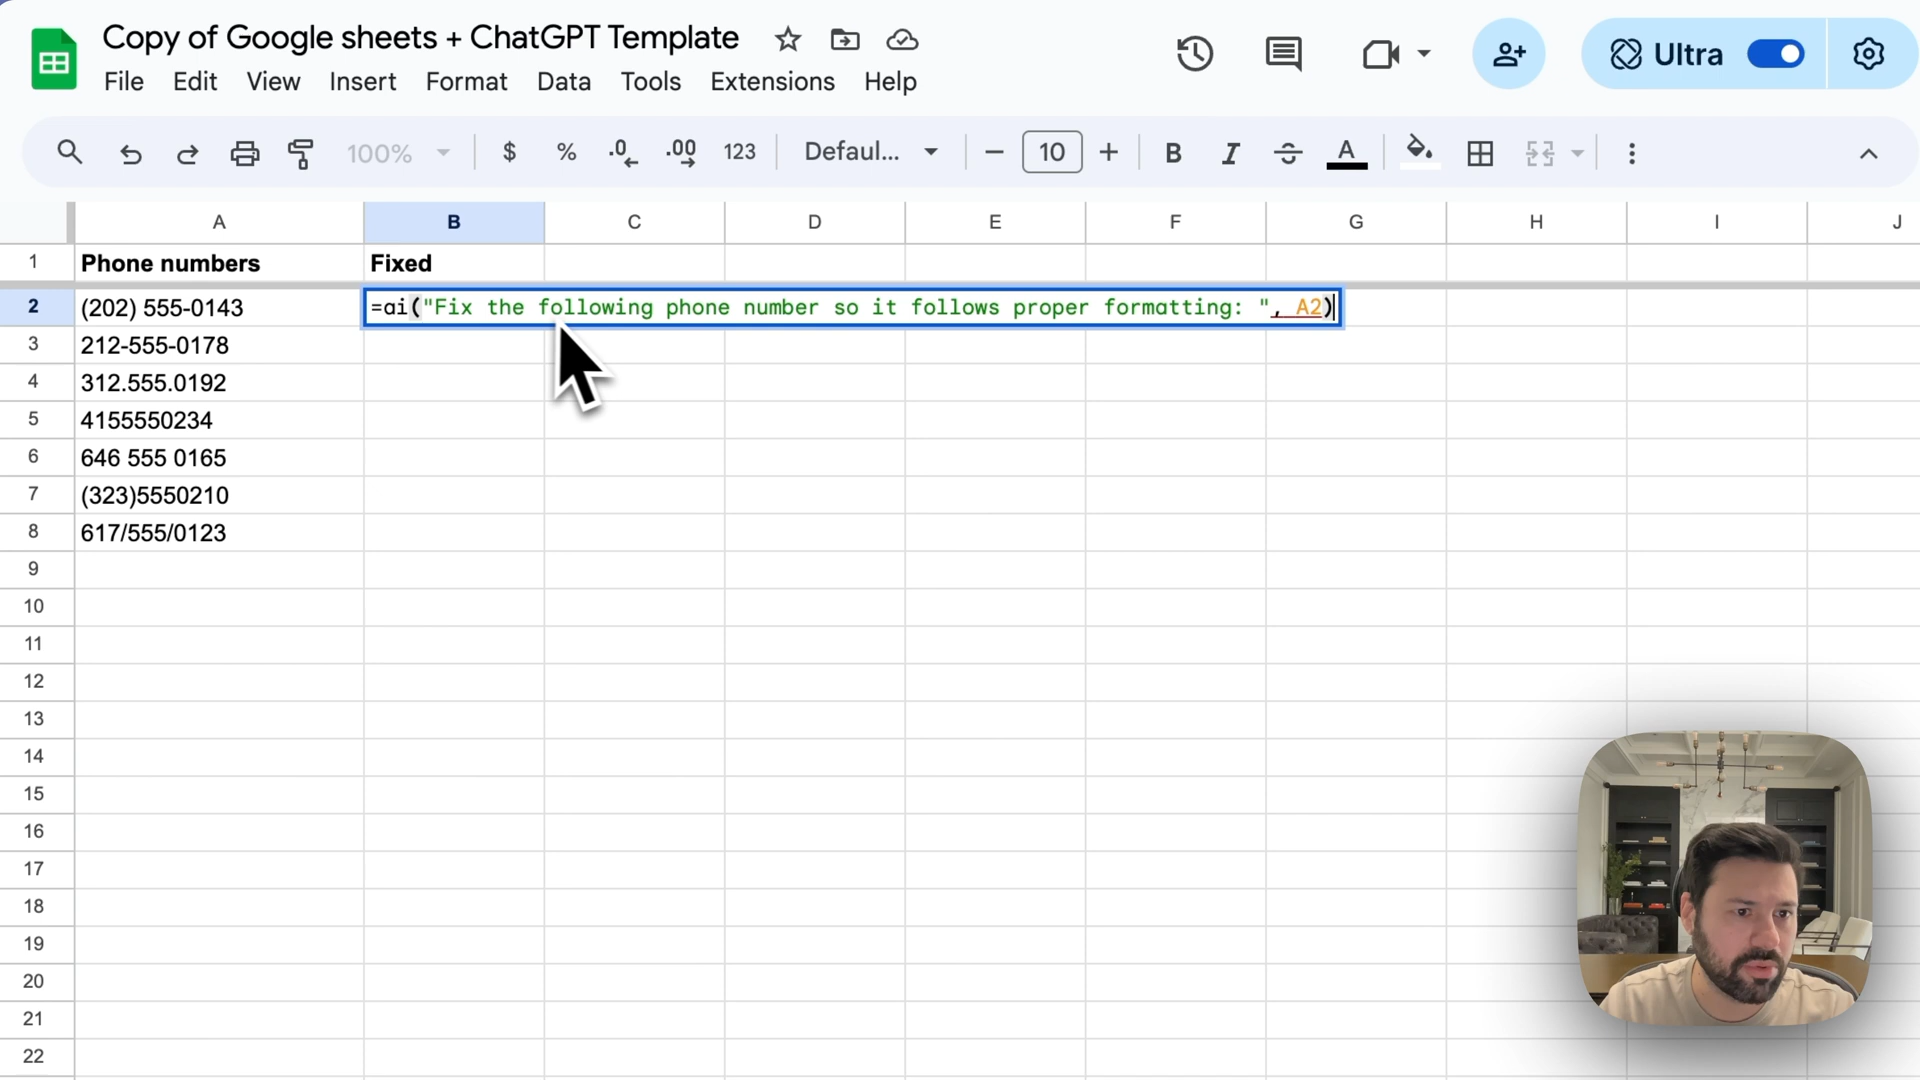 Copy of Google sheets + ChatGPT Template
Ultra
File Edit View Insert Format Data Tools Extensions Help
100% $ % .0 .00 123 Defaul... 10 B I A
A B C D E F G H I J
1 Phone numbers Fixed
2 (202) 555-0143 =ai("Fix the following phone number so it follows proper formatting: ", A2)
3 212-555-0178
4 312.555.0192
5 4155550234
6 646 555 0165
7 (323)5550210
8 617/555/0123
9
10
11
12
13
14
15
16
17
18
19
20
21
22